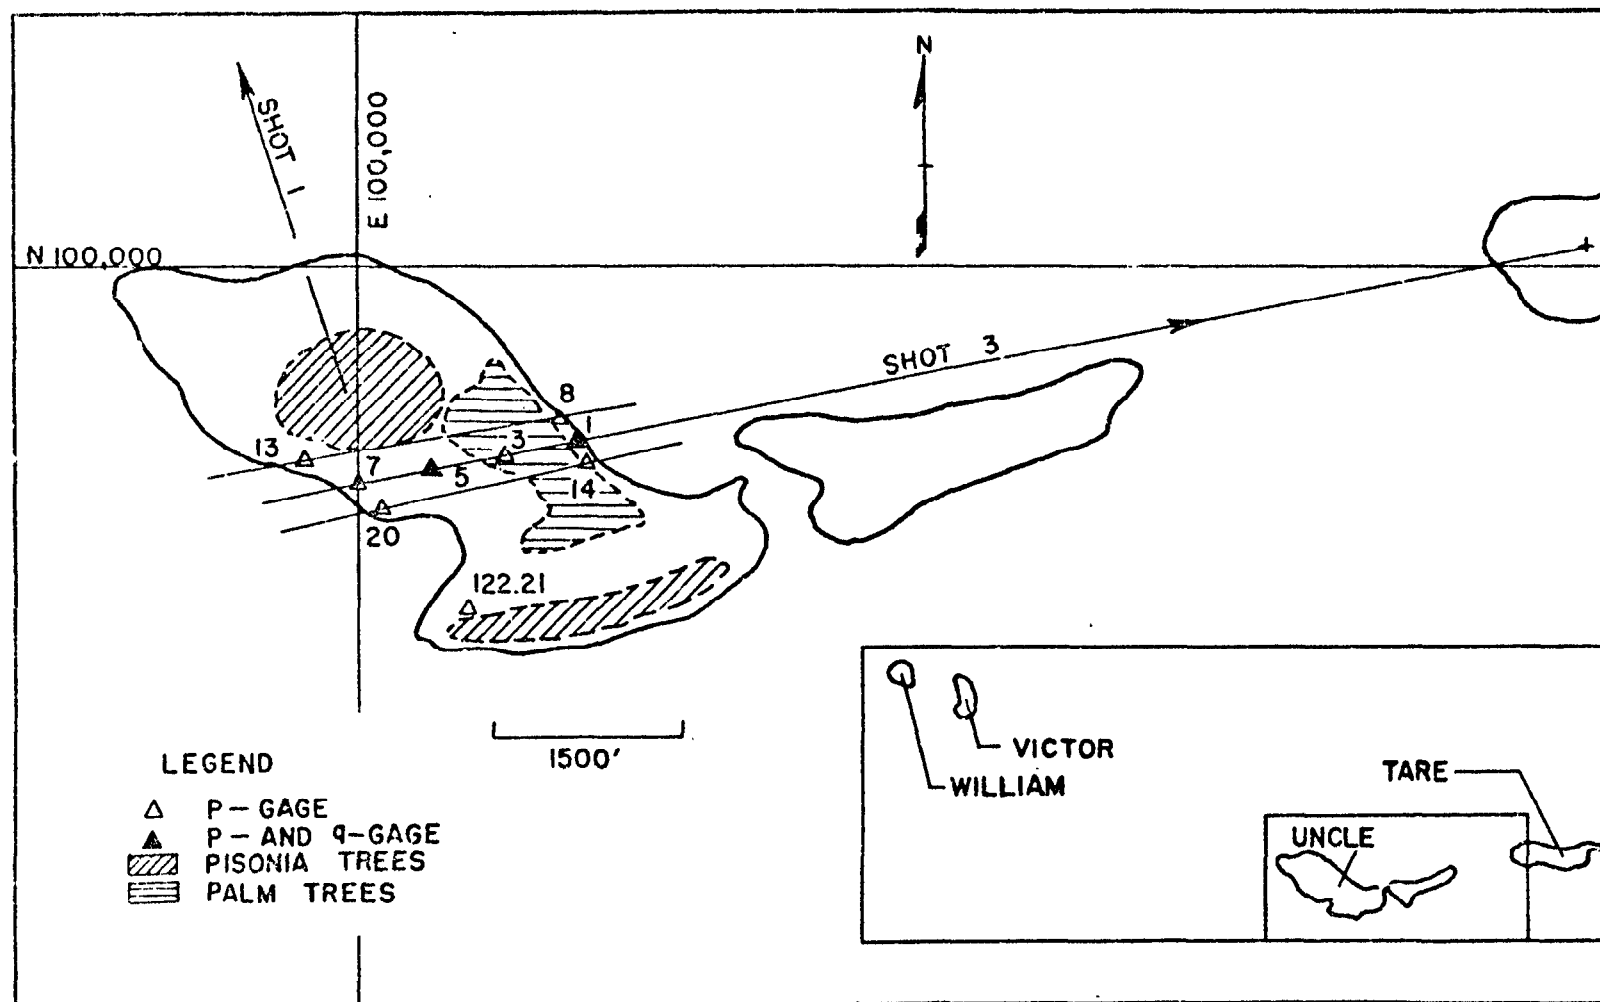 N
SHOT 1
E 100,000
N 100,000
SHOT 3
8
1
13
3
7
5
14
20
122.21
1500'
LEGEND
P-GAGE
P-AND q-GAGE
PISONIA TREES
PALM TREES
VICTOR
WILLIAM
TARE
UNCLE